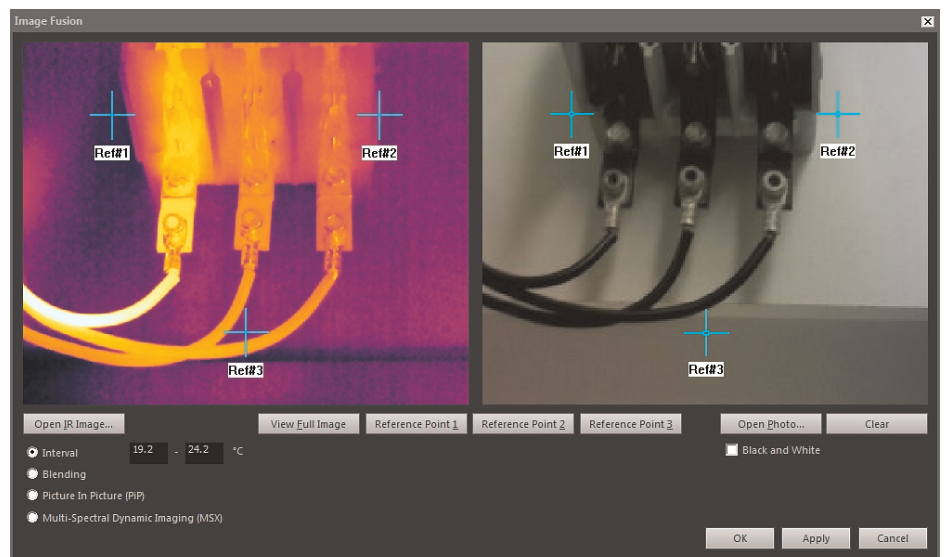 Image Fusion
Ref#1
Ref#2
Ref#3
Ref#1
Ref#2
Ref#3
Open IR Image...
View Full Image
Reference Point 1
Reference Point 2
Reference Point 3
Open Photo...
Clear
Interval 19.2 - 24.2 °C
Black and White
Blending
Picture In Picture (PiP)
Multi-Spectral Dynamic Imaging (MSX)
OK
Apply
Cancel